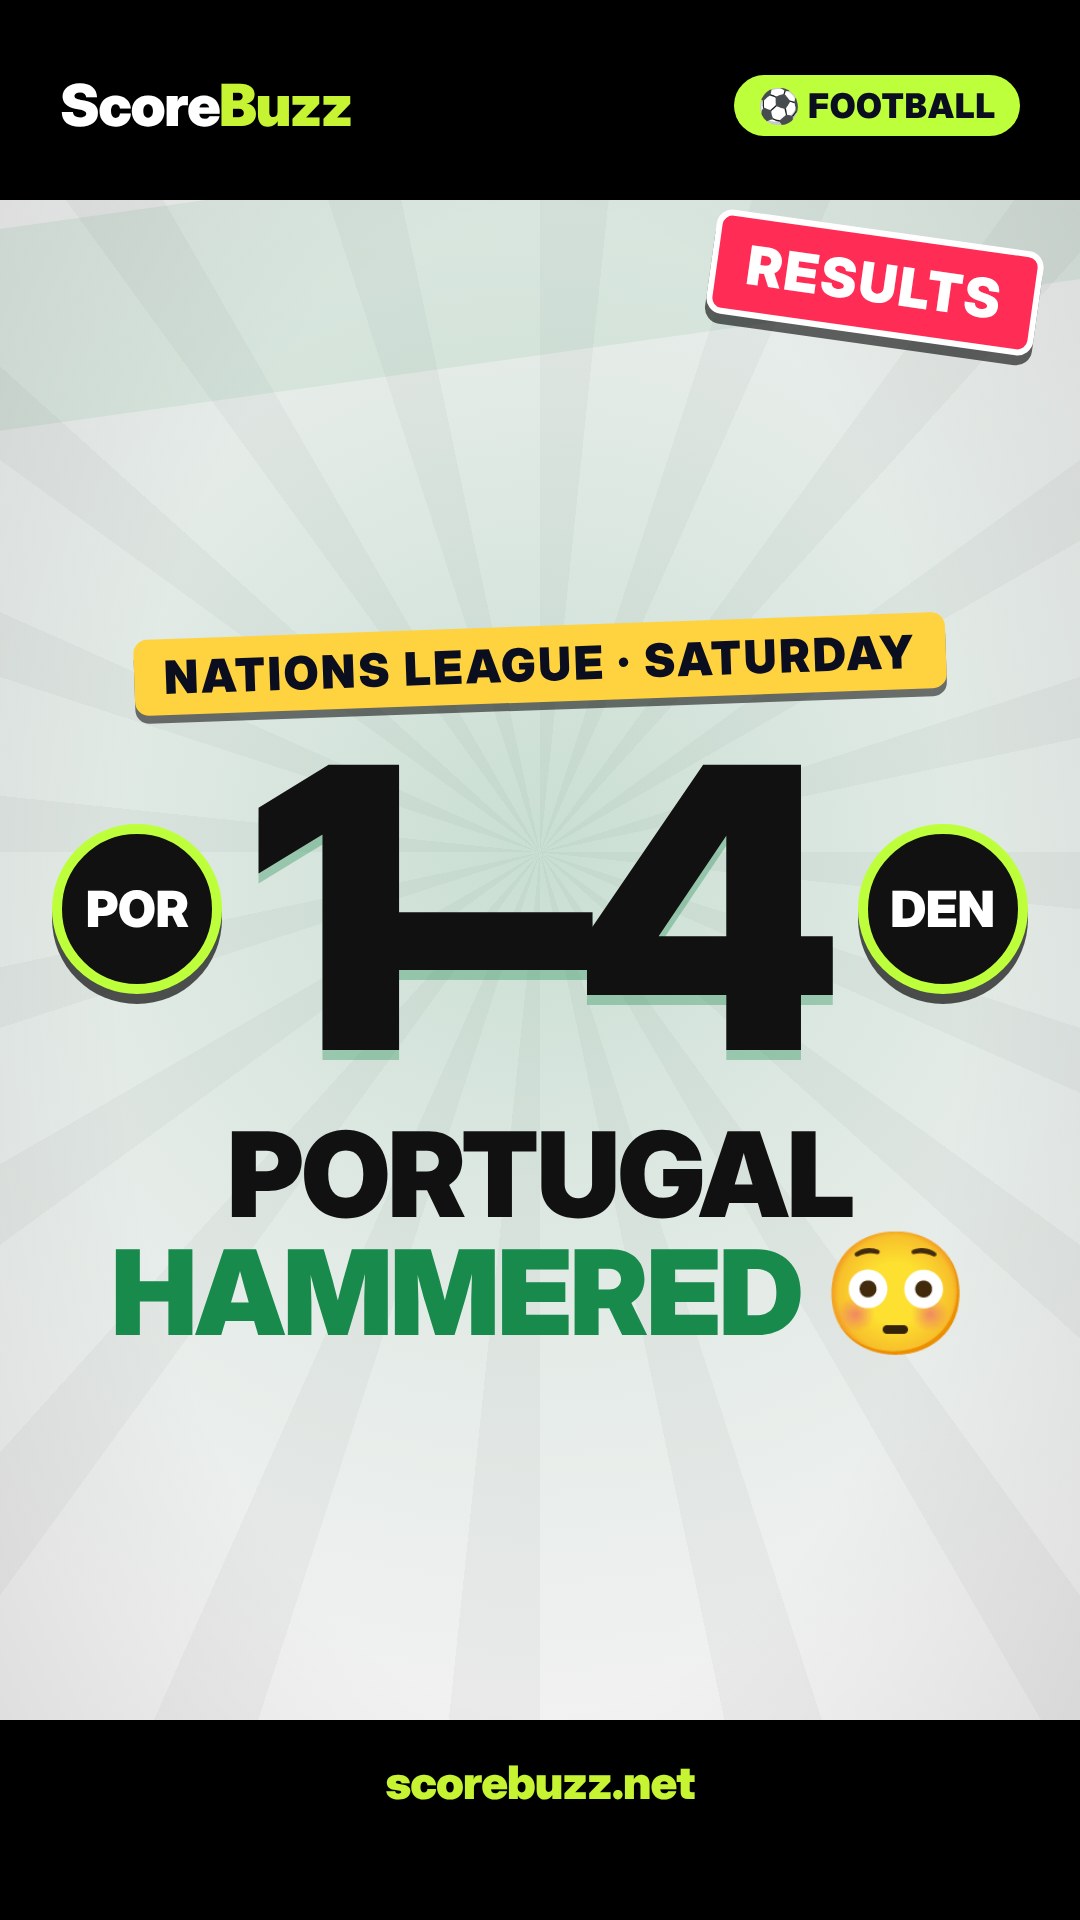 ScoreBuzz
⚽ FOOTBALL
RESULTS
NATIONS LEAGUE · SATURDAY
POR
1–4
DEN
PORTUGAL
HAMMERED 😳
scorebuzz.net